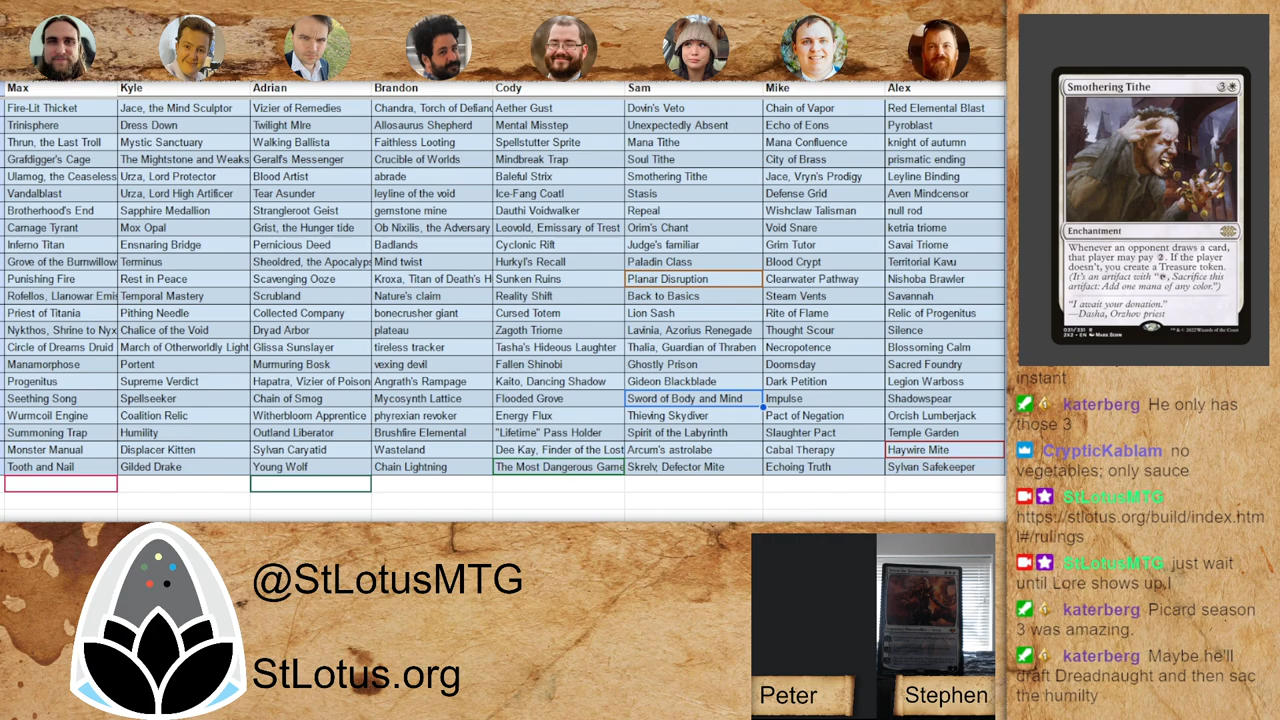 Max Kyle Adrian Brandon Cody Sam Mike Alex
Fire-Lit Thicket Jace, the Mind Sculptor Vizier of Remedies Chandra, Torch of Defianc Aether Gust Dovin's Veto Chain of Vapor Red Elemental Blast
Trinisphere Dress Down Twilight MIre Allosaurus Shepherd Mental Misstep Unexpectedly Absent Echo of Eons Pyroblast
Thrun, the Last Troll Mystic Sanctuary Walking Ballista Faithless Looting Spellstutter Sprite Mana Tithe Mana Confluence knight of autumn
Grafdigger's Cage The Mightstone and Weaks Geralf's Messenger Crucible of Worlds Mindbreak Trap Soul Tithe City of Brass prismatic ending
Ulamog, the Ceaseless Urza, Lord Protector Blood Artist abrade Baleful Strix Smothering Tithe Jace, Vryn's Prodigy Leyline Binding
Vandalblast Urza, Lord High Artificer Tear Asunder leyline of the void Ice-Fang Coatl Stasis Defense Grid Aven Mindcensor
Brotherhood's End Sapphire Medallion Strangleroot Geist gemstone mine Dauthi Voidwalker Repeal Wishclaw Talisman null rod
Carnage Tyrant Mox Opal Grist, the Hunger tide Ob Nixilis, the Adversary Leovold, Emissary of Trest Orim's Chant Void Snare ketria triome
Inferno Titan Ensnaring Bridge Pernicious Deed Badlands Cyclonic Rift Judge's familiar Grim Tutor Savai Triome
Grove of the Burnwillow Terminus Sheoldred, the Apocalyps Mind twist Hurkyl's Recall Paladin Class Blood Crypt Territorial Kavu
Punishing Fire Rest in Peace Scavenging Ooze Kroxa, Titan of Death's H Sunken Ruins Planar Disruption Clearwater Pathway Nishoba Brawler
Rofellos, Llanowar Emis Temporal Mastery Scrubland Nature's claim Reality Shift Back to Basics Steam Vents Savannah
Priest of Titania Pithing Needle Collected Company bonecrusher giant Cursed Totem Lion Sash Rite of Flame Relic of Progenitus
Nykthos, Shrine to Nyx Chalice of the Void Dryad Arbor plateau Zagoth Triome Lavinia, Azorius Renegade Thought Scour Silence
Circle of Dreams Druid March of Otherworldly Light Glissa Sunslayer tireless tracker Tasha's Hideous Laughter Thalia, Guardian of Thraben Necropotence Blossoming Calm
Manamorphose Portent Murmuring Bosk vexing devil Fallen Shinobi Ghostly Prison Doomsday Sacred Foundry
Progenitus Supreme Verdict Hapatra, Vizier of Poison Angrath's Rampage Kaito, Dancing Shadow Gideon Blackblade Dark Petition Legion Warboss
Seething Song Spellseeker Chain of Smog Mycosynth Lattice Flooded Grove Sword of Body and Mind Impulse Shadowspear
Wurmcoil Engine Coalition Relic Witherbloom Apprentice phyrexian revoker Energy Flux Thieving Skydiver Pact of Negation Orcish Lumberjack
Summoning Trap Humility Outland Liberator Brushfire Elemental "Lifetime" Pass Holder Spirit of the Labyrinth Slaughter Pact Temple Garden
Monster Manual Displacer Kitten Sylvan Caryatid Wasteland Dee Kay, Finder of the Lost Arcum's astrolabe Cabal Therapy Haywire Mite
Tooth and Nail Gilded Drake Young Wolf Chain Lightning The Most Dangerous Game Skrelv, Defector Mite Echoing Truth Sylvan Safekeeper
@StLotusMTG
StLotus.org
Peter
Stephen
Smothering Tithe 3
Enchantment
Whenever an opponent draws a card,
that player may pay 2. If the player
doesn't, you create a Treasure token.
(It's an artifact with "T, Sacrifice this
artifact: Add one mana of any color.")
"I await your donation."
—Dasha, Orzhov priest
instant
katerberg He only has
those 3
CrypticKablam no
vegetables; only sauce
StLotusMTG
https://stlotus.org/build/index.htm
l#/rulings
StLotusMTG just wait
until Lore shows up,l
katerberg Picard season
3 was amazing.
katerberg Maybe he'll
draft Dreadnaught and then sac
the humilty